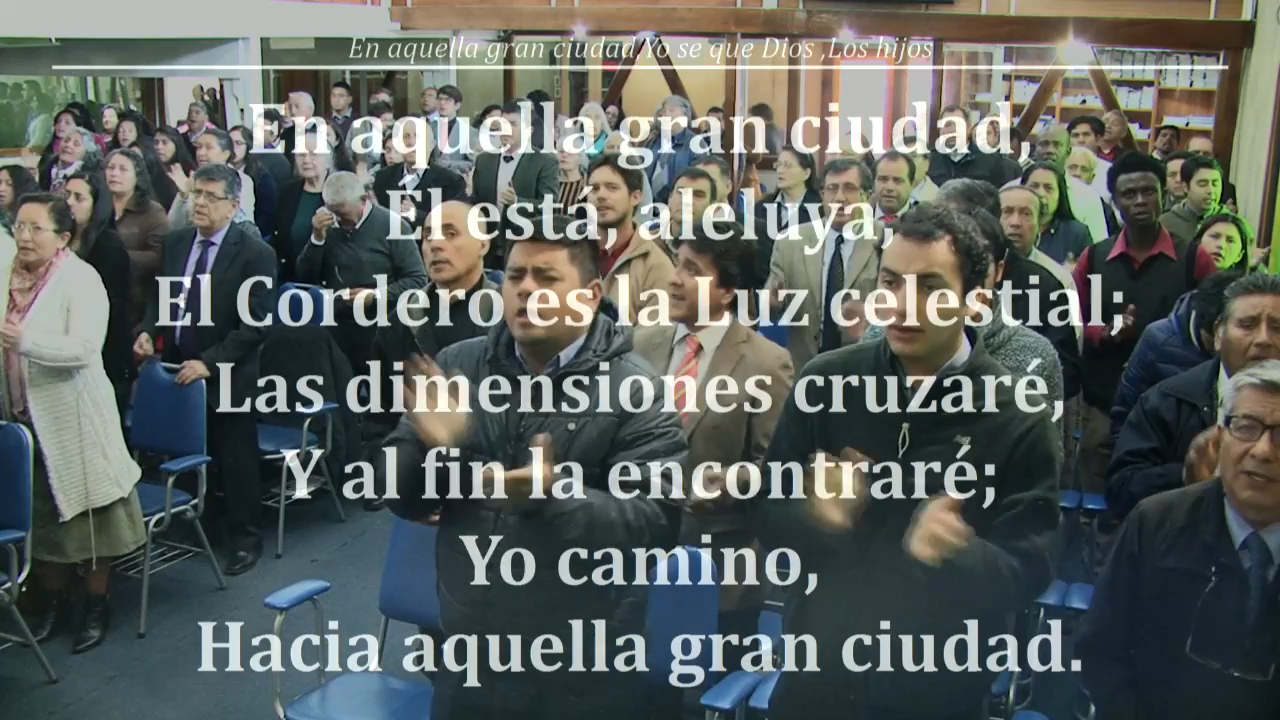 En aquella gran ciudad,Yo se que Dios ,Los hijos
En aquella gran ciudad,
Él está, aleluya,
El Cordero es la Luz celestial;
Las dimensiones cruzaré,
Y al fin la encontraré;
Yo camino,
Hacia aquella gran ciudad.